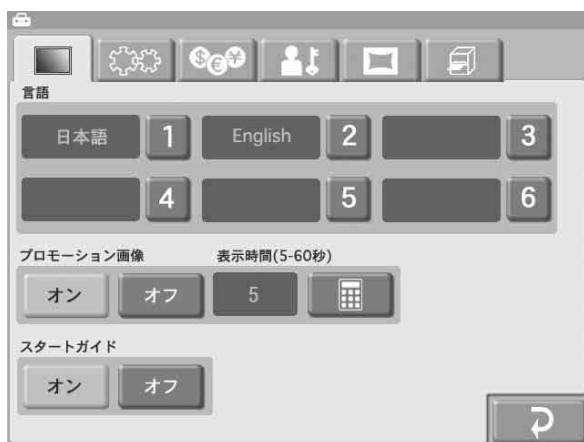 言語
日本語 1 English 2 3
4 5 6
プロモーション画像 表示時間(5-60秒)
オン オフ 5
スタートガイド
オン オフ